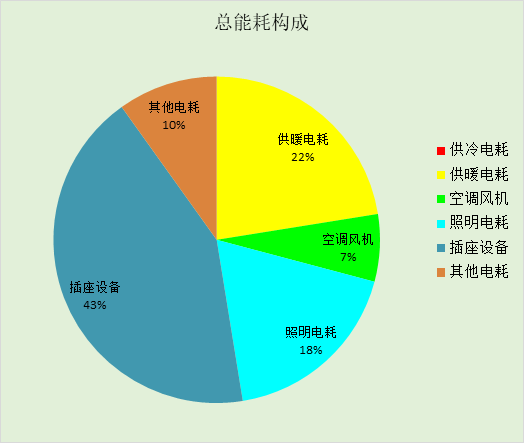 总能耗构成
其他电耗
10%
供暖电耗
22%
空调风机
7%
插座设备
43%
照明电耗
18%
供冷电耗
供暖电耗
空调风机
照明电耗
插座设备
其他电耗